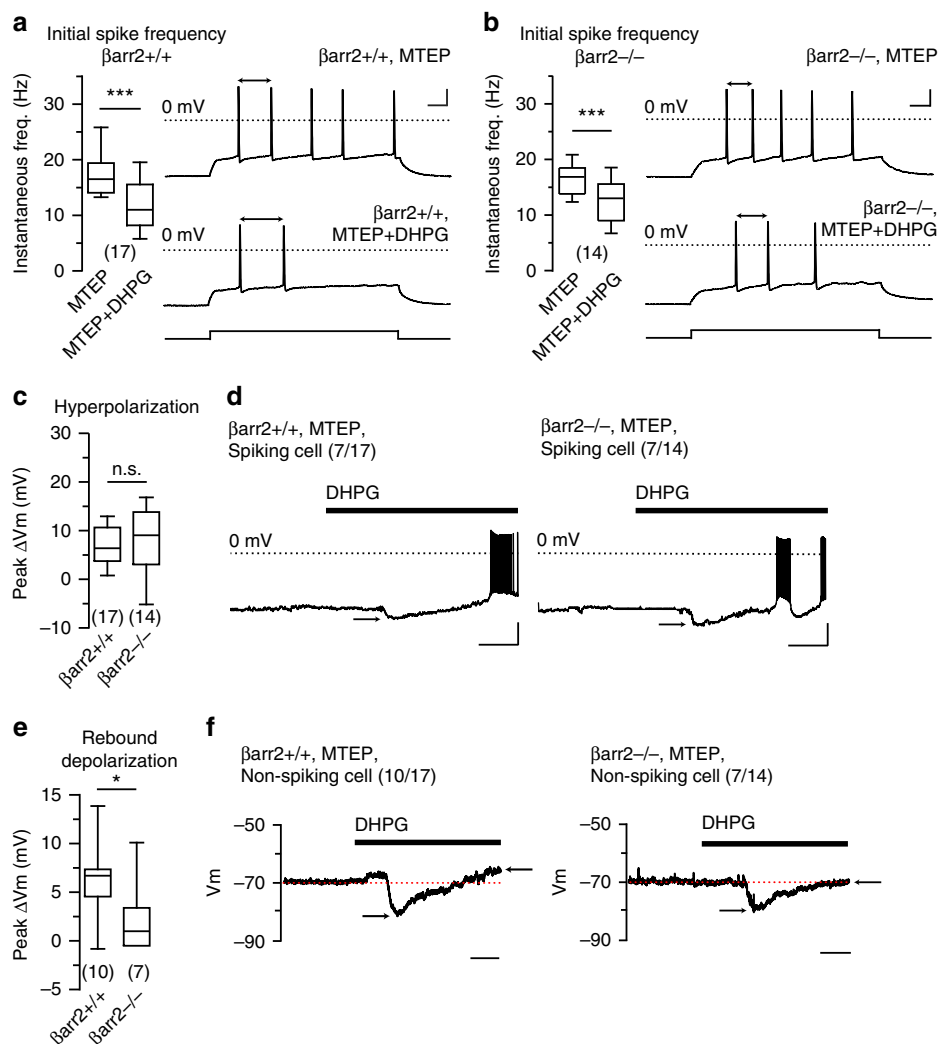 a
Initial spike frequency
βarr2+/+
Instantaneous freq. (Hz)
30
20
10
0
***
(17)
MTEP
MTEP+DHPG
βarr2+/+, MTEP
0 mV
βarr2+/+,
MTEP+DHPG
0 mV
b
Initial spike frequency
βarr2−/−
Instantaneous freq. (Hz)
30
20
10
0
***
(14)
MTEP
MTEP+DHPG
βarr2−/−, MTEP
0 mV
βarr2−/−,
MTEP+DHPG
0 mV
c
Hyperpolarization
Peak ΔVm (mV)
30
20
10
0
−10
n.s.
(17)
(14)
βarr2+/+
βarr2−/−
d
βarr2+/+, MTEP,
Spiking cell (7/17)
DHPG
0 mV
βarr2−/−, MTEP,
Spiking cell (7/14)
DHPG
0 mV
e
Rebound
depolarization
Peak ΔVm (mV)
15
10
5
0
−5
*
(10)
(7)
βarr2+/+
βarr2−/−
f
βarr2+/+, MTEP,
Non-spiking cell (10/17)
DHPG
Vm
−50
−70
−90
βarr2−/−, MTEP,
Non-spiking cell (7/14)
DHPG
Vm
−50
−70
−90